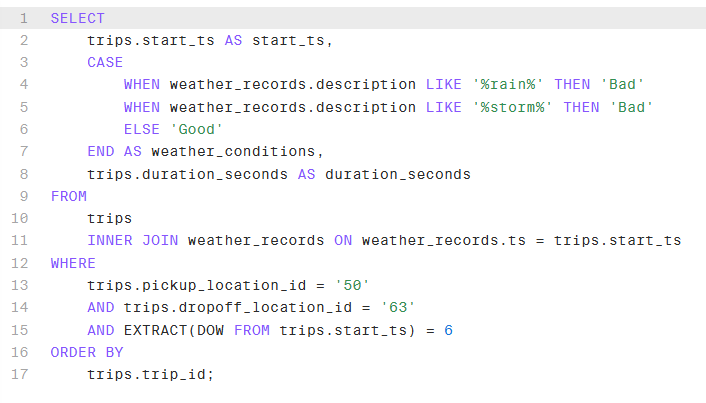 1 SELECT
2 trips.start_ts AS start_ts,
3 CASE
4 WHEN weather_records.description LIKE '%rain%' THEN 'Bad'
5 WHEN weather_records.description LIKE '%storm%' THEN 'Bad'
6 ELSE 'Good'
7 END AS weather_conditions,
8 trips.duration_seconds AS duration_seconds
9 FROM
10 trips
11 INNER JOIN weather_records ON weather_records.ts = trips.start_ts
12 WHERE
13 trips.pickup_location_id = '50'
14 AND trips.dropoff_location_id = '63'
15 AND EXTRACT(DOW FROM trips.start_ts) = 6
16 ORDER BY
17 trips.trip_id;